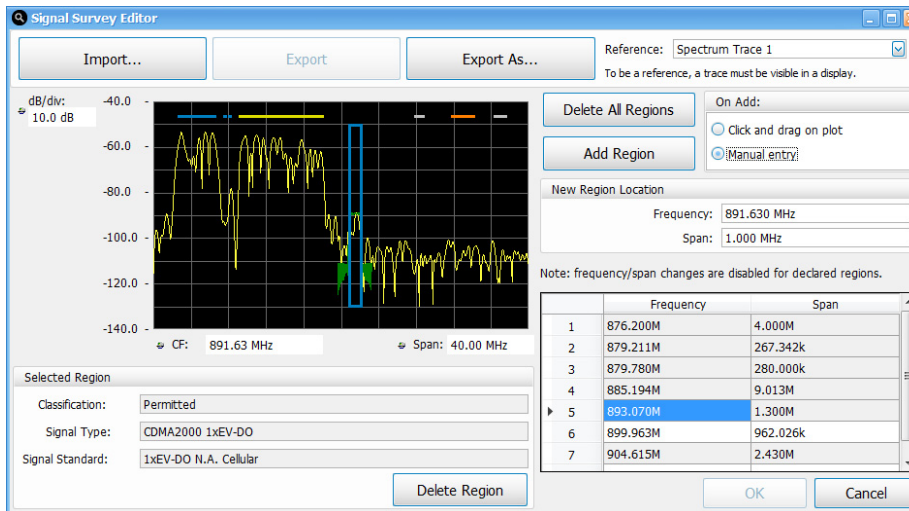 Signal Survey Editor
Import...
Export
Export As...
Reference: Spectrum Trace 1
To be a reference, a trace must be visible in a display.
dB/div:
10.0 dB
-40.0
-60.0
-80.0
-100.0
-120.0
-140.0
CF: 891.63 MHz
Span: 40.00 MHz
Delete All Regions
Add Region
On Add:
Click and drag on plot
Manual entry
New Region Location
Frequency: 891.630 MHz
Span: 1.000 MHz
Note: frequency/span changes are disabled for declared regions.
Frequency Span
1 876.200M 4.000M
2 879.211M 267.342k
3 879.780M 280.000k
4 885.194M 9.013M
5 893.070M 1.300M
6 899.963M 962.026k
7 904.615M 2.430M
Selected Region
Classification: Permitted
Signal Type: CDMA2000 1xEV-DO
Signal Standard: 1xEV-DO N.A. Cellular
Delete Region
OK
Cancel